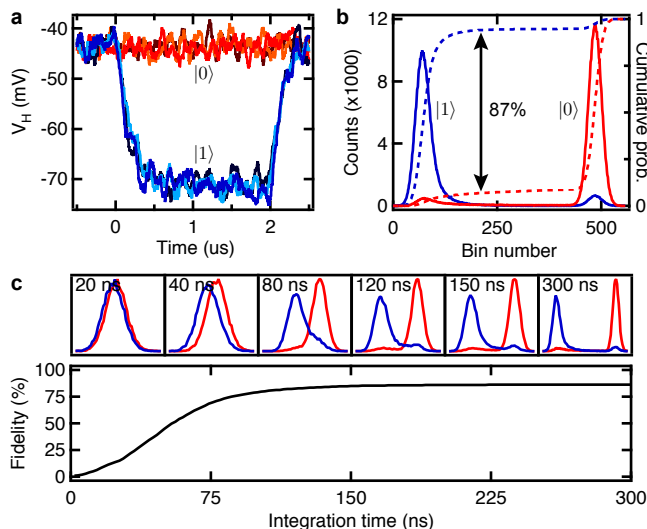 a
V_H (mV)
-40
-50
-60
-70
|0⟩
|1⟩
0
1
2
Time (us)
b
Counts (x1000)
12
8
4
0
|1⟩
87%
|0⟩
1
0
Cumulative prob.
0
250
500
Bin number
c
20 ns
40 ns
80 ns
120 ns
150 ns
300 ns
Fidelity (%)
100
75
50
25
0
0
75
150
225
300
Integration time (ns)